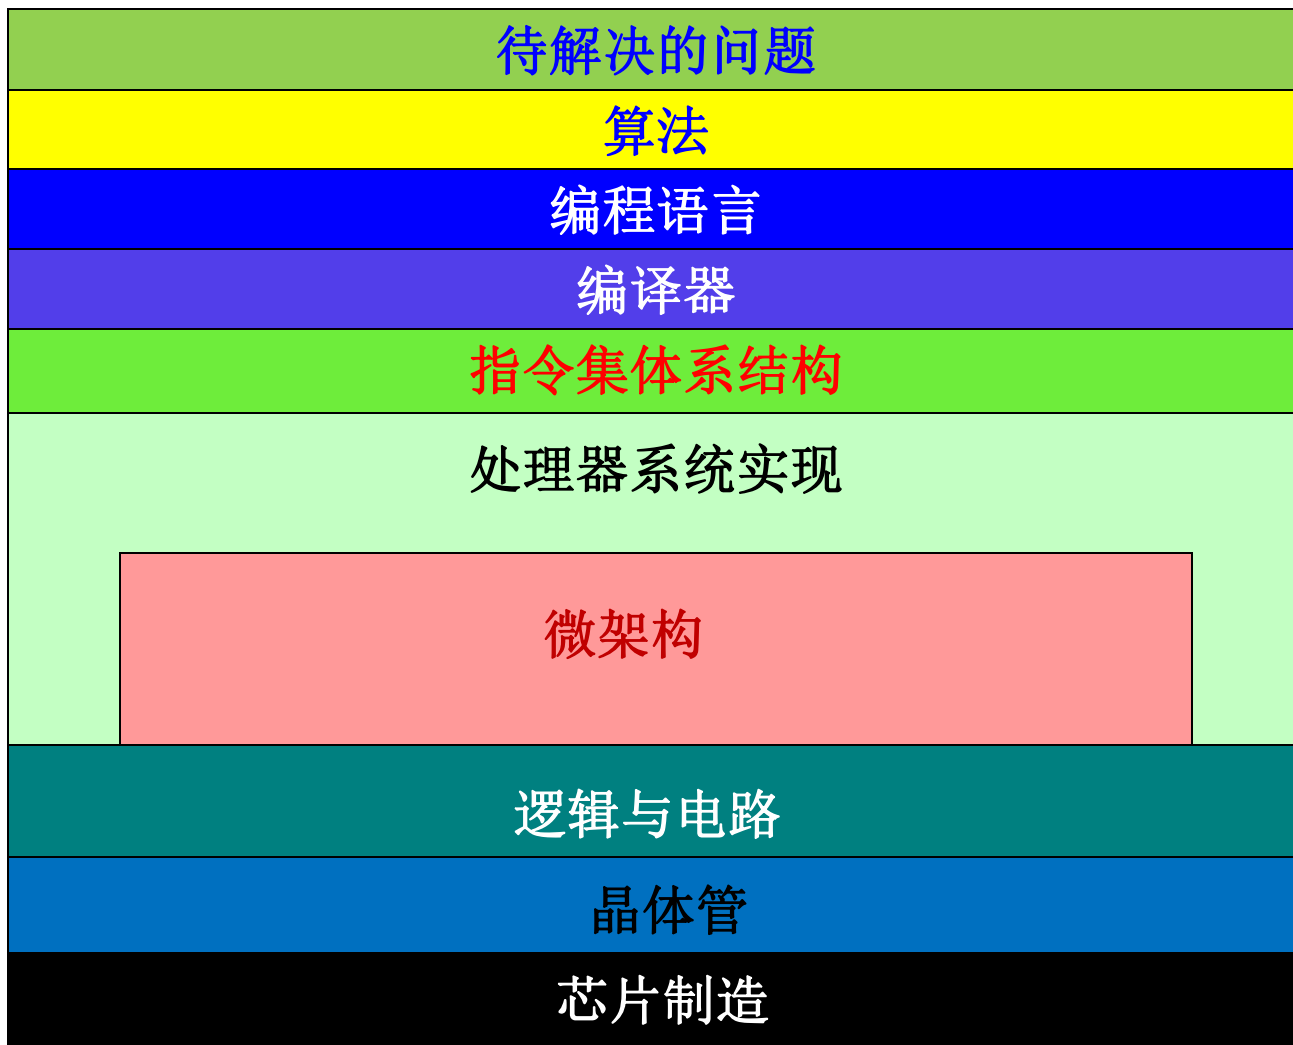 待解决的问题
算法
编程语言
编译器
指令集体系结构
处理器系统实现
微架构
逻辑与电路
晶体管
芯片制造